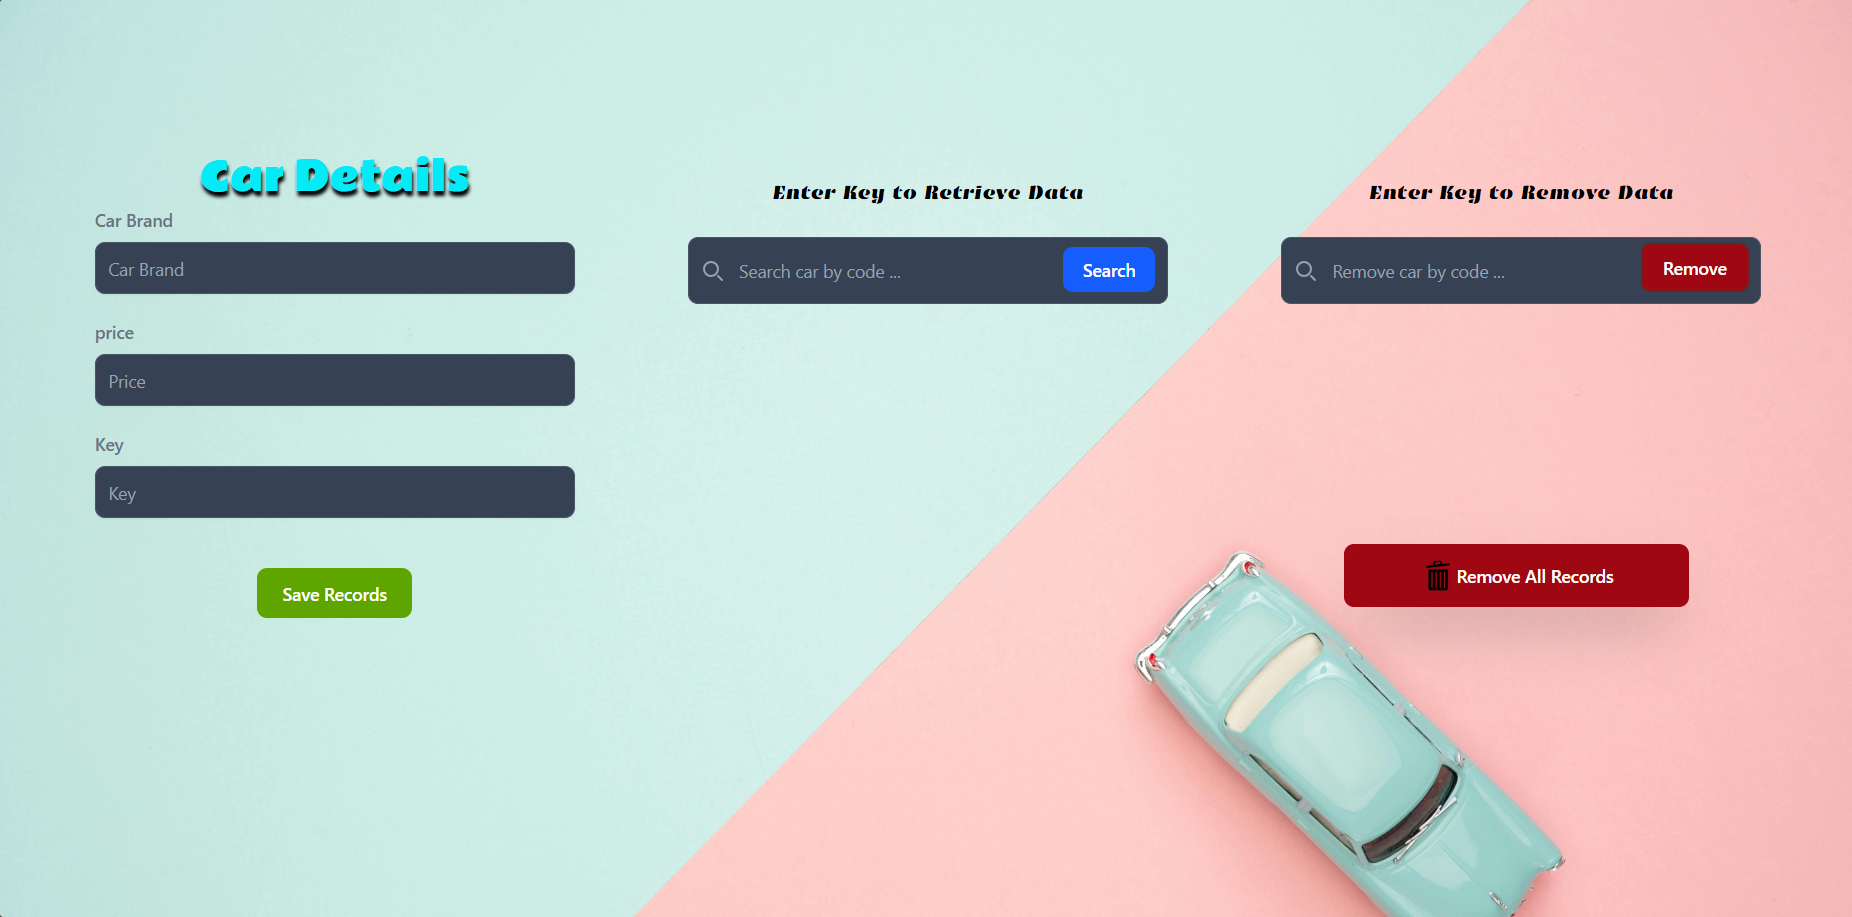 Car Details
Car Brand
Car Brand
price
Price
Key
Key
Save Records
Enter Key to Retrieve Data
Search car by code ...
Search
Enter Key to Remove Data
Remove car by code ...
Remove
Remove All Records